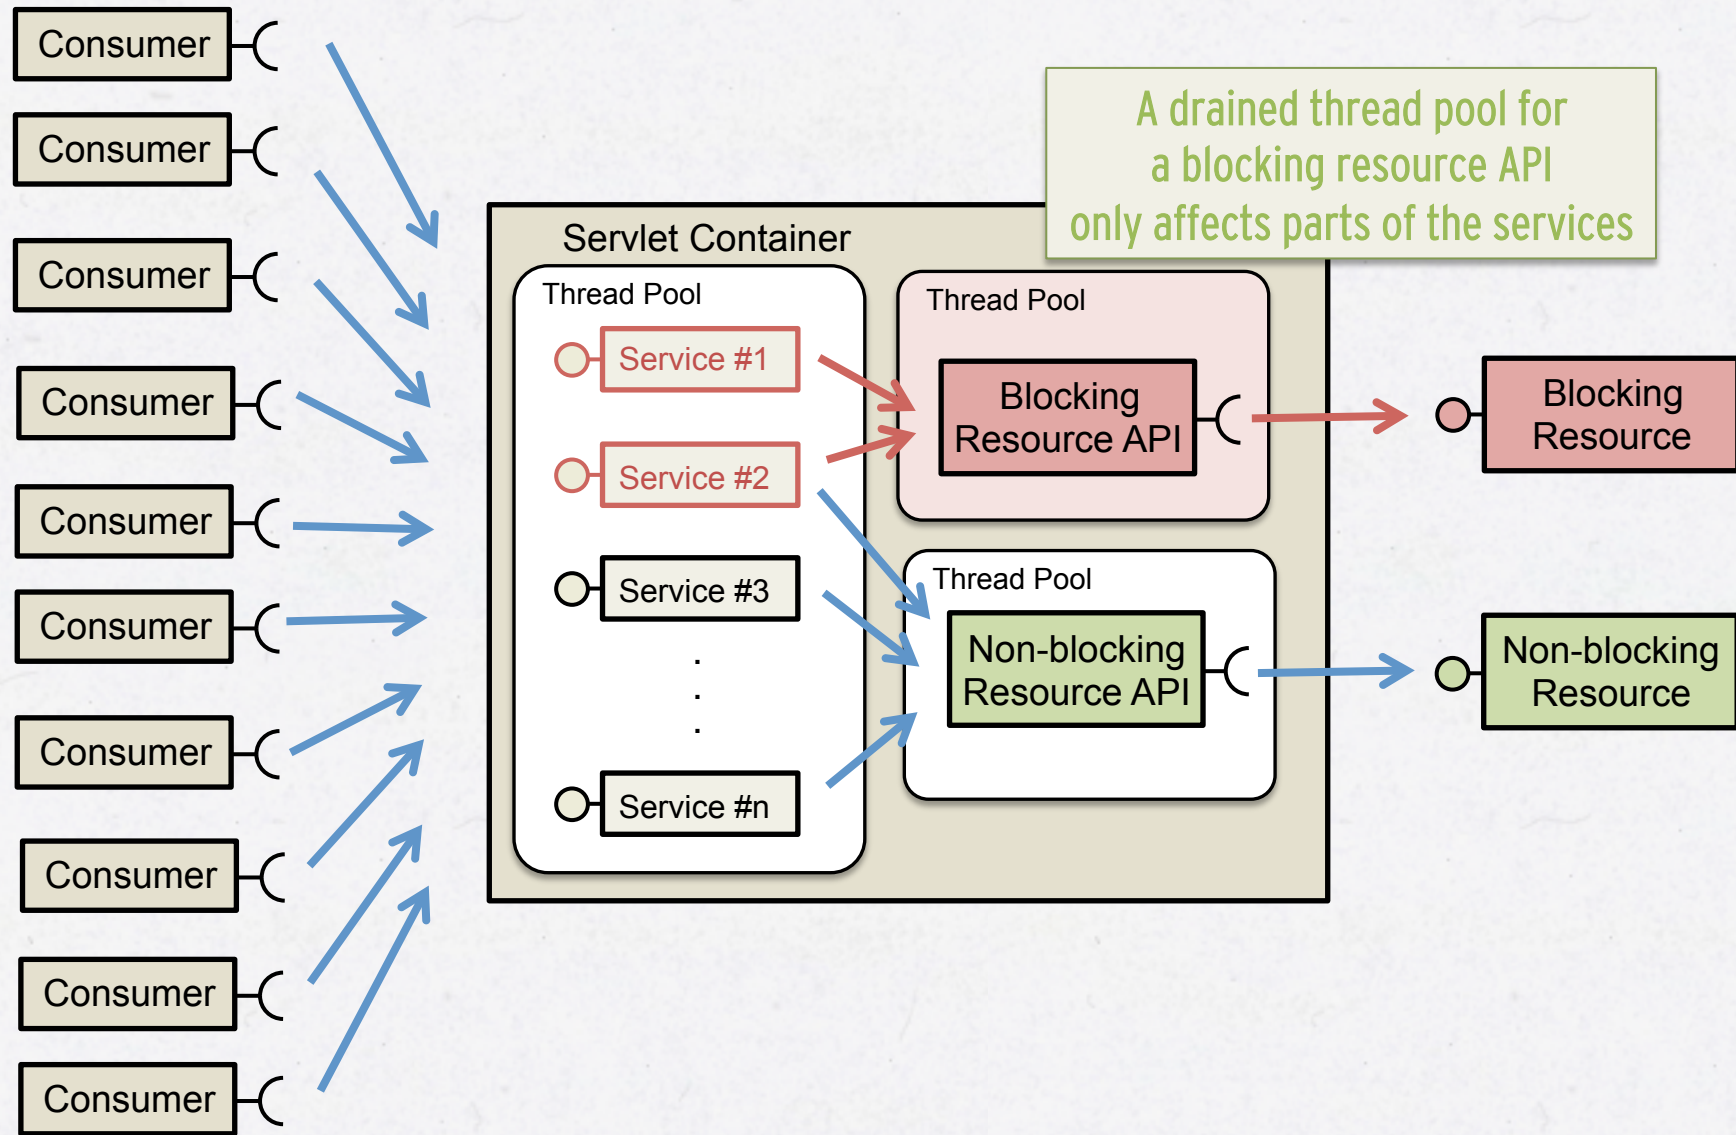 Consumer
Consumer
Consumer
Consumer
Consumer
Consumer
Consumer
Consumer
Consumer
Consumer
A drained thread pool for
a blocking resource API
only affects parts of the services
Servlet Container
Thread Pool
Service #1
Service #2
Service #3
.
.
.
Service #n
Thread Pool
Blocking
Resource API
Thread Pool
Non-blocking
Resource API
Blocking
Resource
Non-blocking
Resource